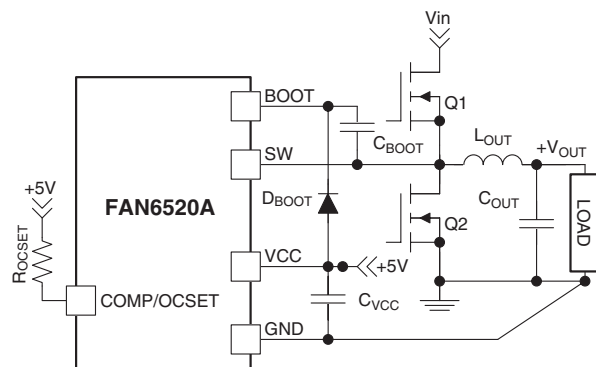 Vin
BOOT
Q1
C_BOOT
L_OUT
+V_OUT
SW
+5V
FAN6520A
D_BOOT
Q2
C_OUT
LOAD
R_OCSET
VCC
+5V
COMP/OCSET
C_VCC
GND